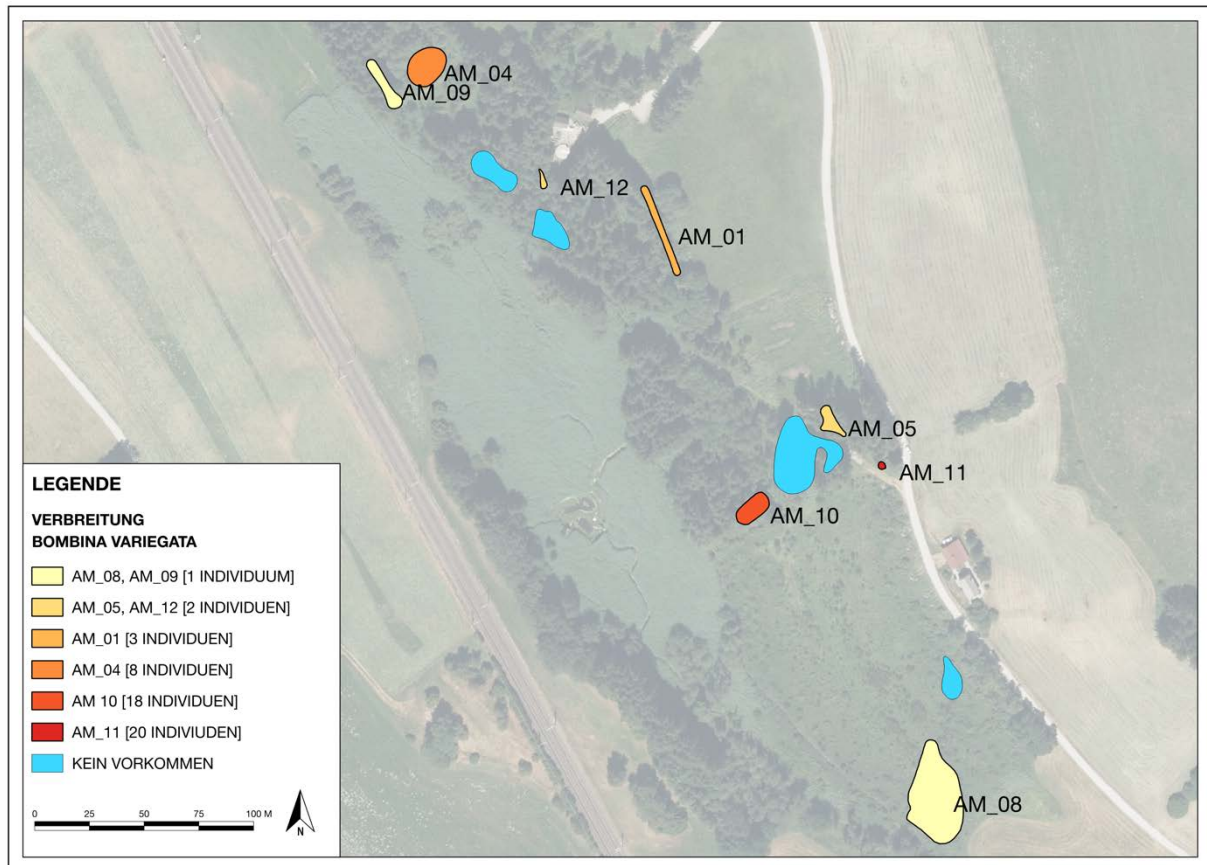 AM_04
AM_09
AM_12
AM_01
AM_05
AM_11
AM_10
AM_08
LEGENDE
VERBREITUNG
BOMBINA VARIEGATA
AM_08, AM_09 [1 INDIVIDUUM]
AM_05, AM_12 [2 INDIVIDUEN]
AM_01 [3 INDIVIDUEN]
AM_04 [8 INDIVIDUEN]
AM 10 [18 INDIVIDUEN]
AM_11 [20 INDIVIUDEN]
KEIN VORKOMMEN
0 25 50 75 100 M
N